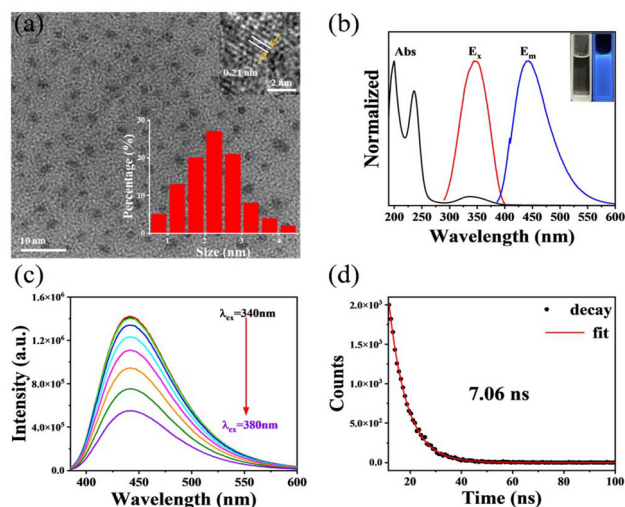 (a)
0.21 nm
2 nm
30
20
10
0
Percentage (%)
1 2 3 4
Size (nm)
10 nm
(b)
Abs
Ex
Em
Normalized
200 250 300 350 400 450 500 550 600
Wavelength (nm)
(c)
1.6×10⁶
1.2×10⁶
8.0×10⁵
4.0×10⁵
0.0
Intensity (a.u.)
λex=340nm
λex=380nm
400 450 500 550 600
Wavelength (nm)
(d)
2.0×10³
1.5×10³
1.0×10³
5.0×10²
0.0
Counts
decay
fit
7.06 ns
20 40 60 80 100
Time (ns)